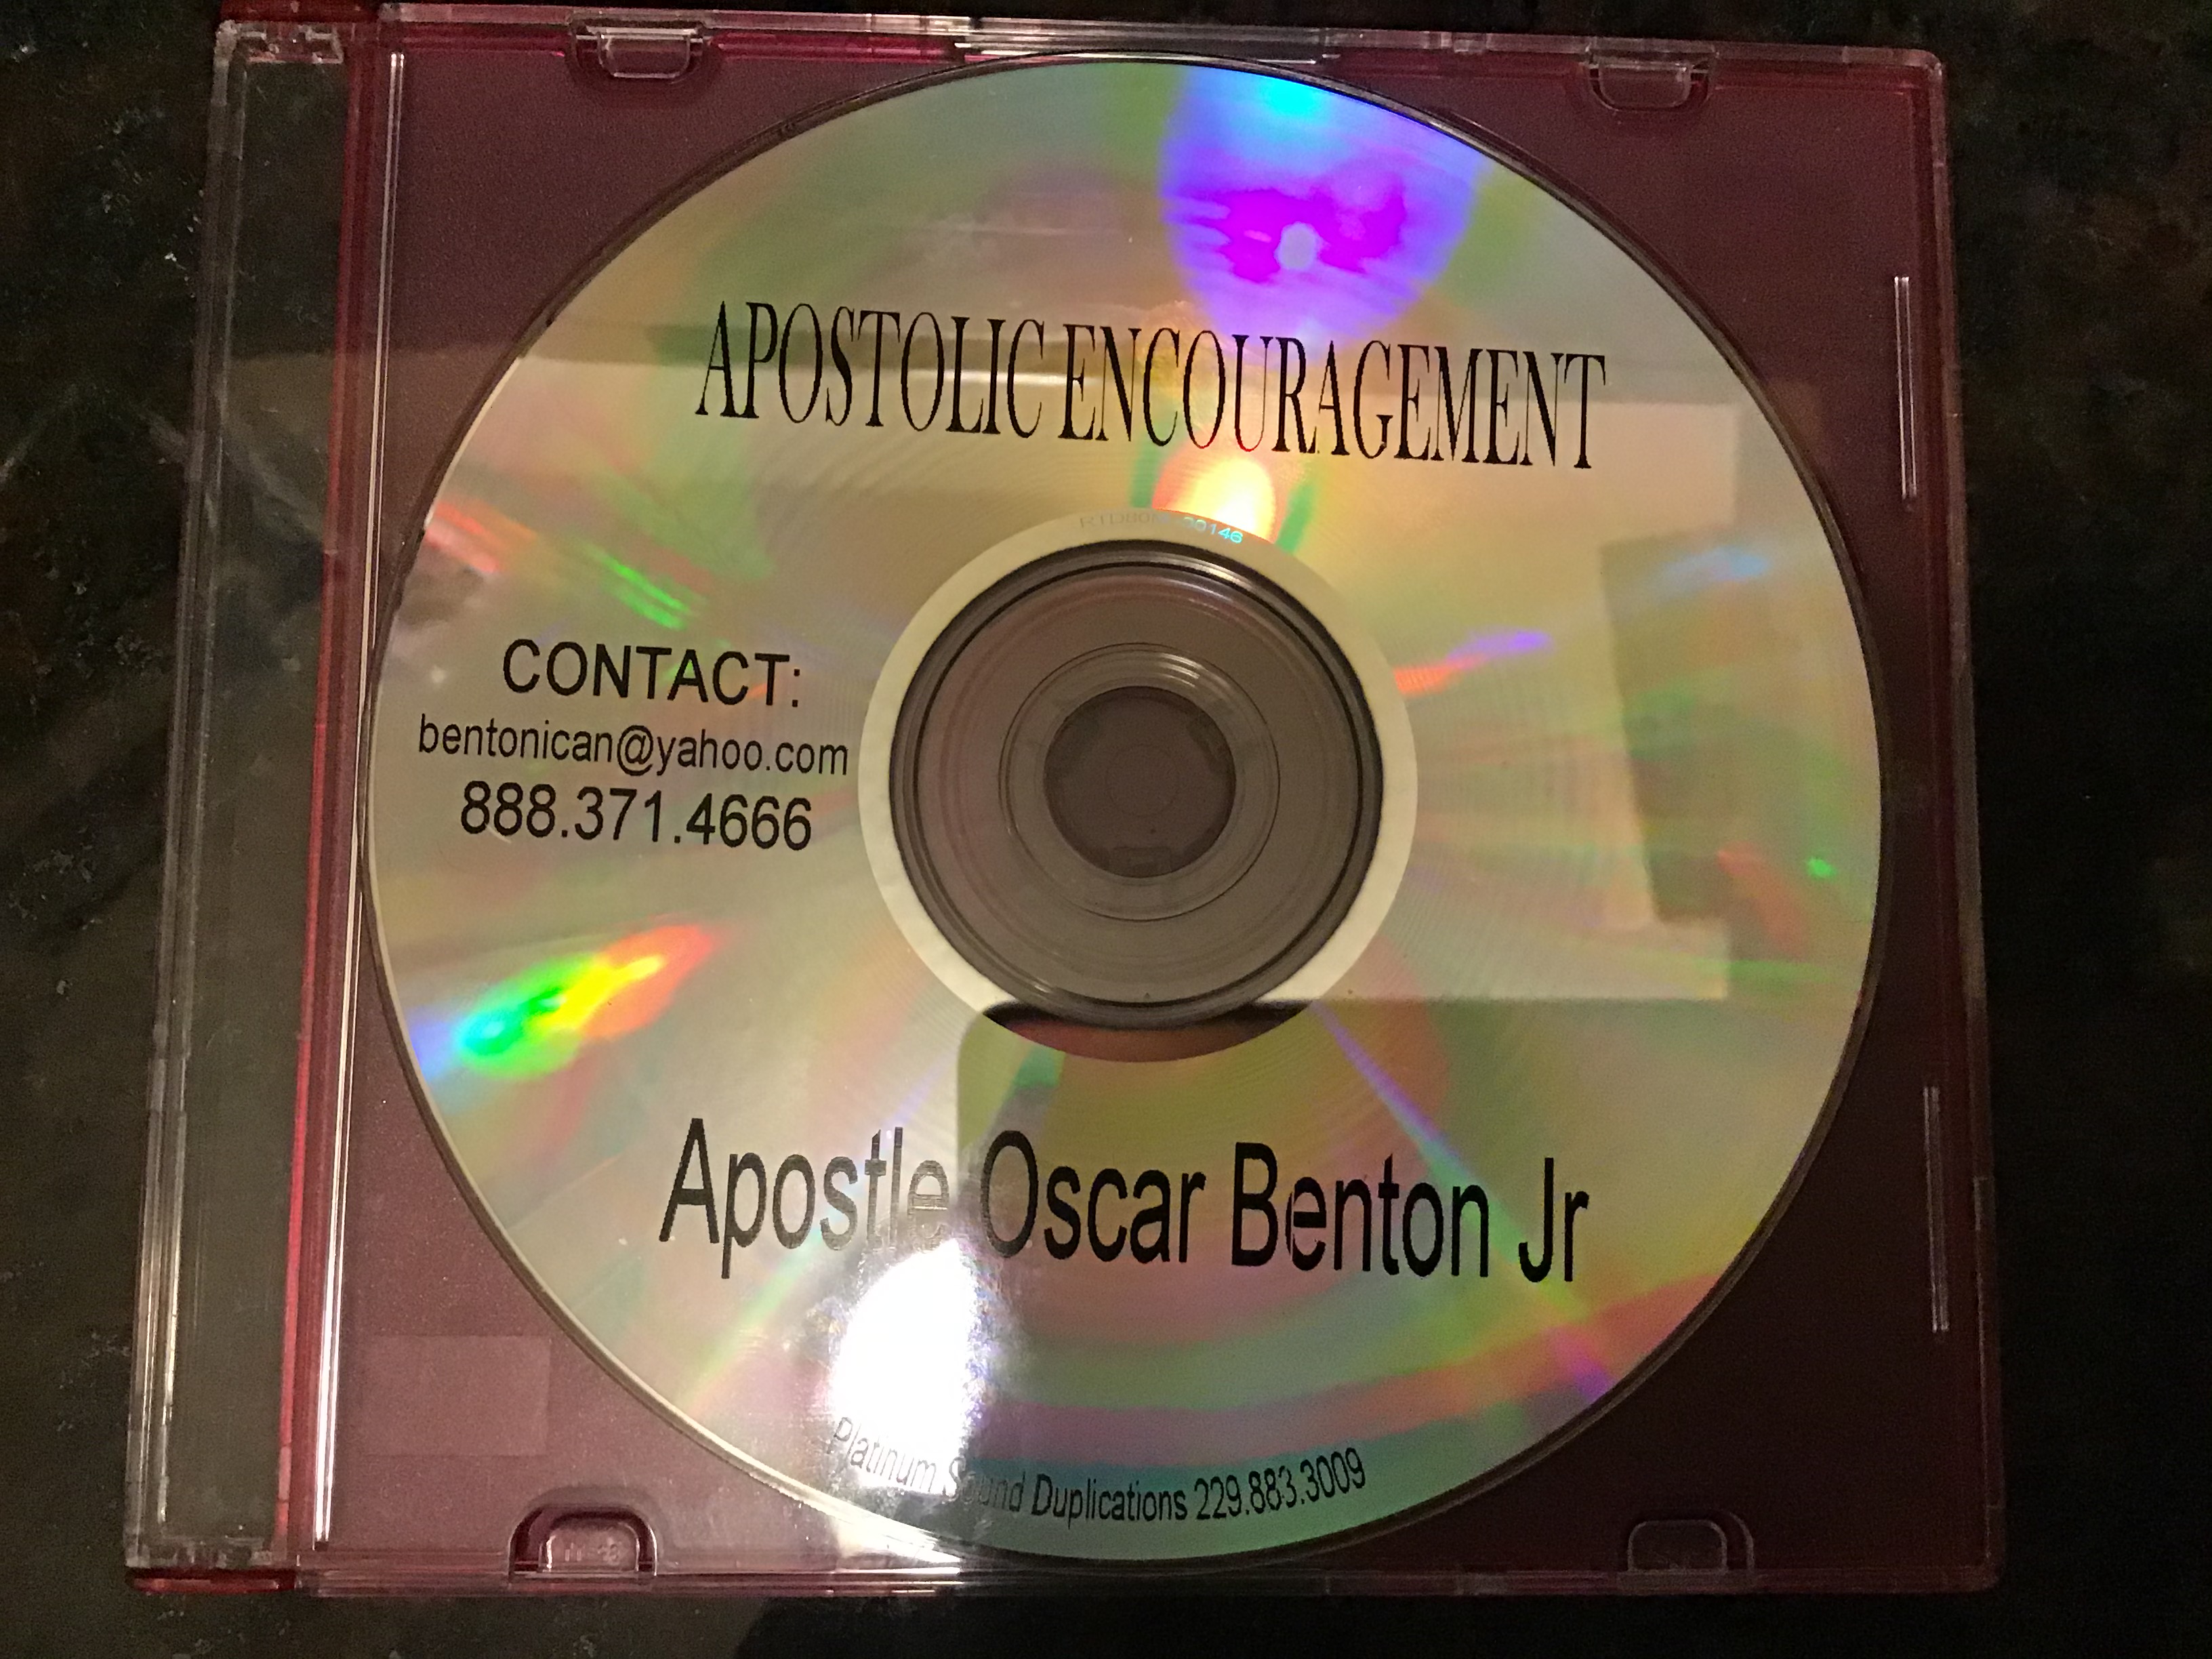 APOSTOLIC ENCOURAGEMENT
CONTACT:
bentonican@yahoo.com
888.371.4666
Apostle Oscar Benton Jr
Platinum Sound Duplications 229.883.3009